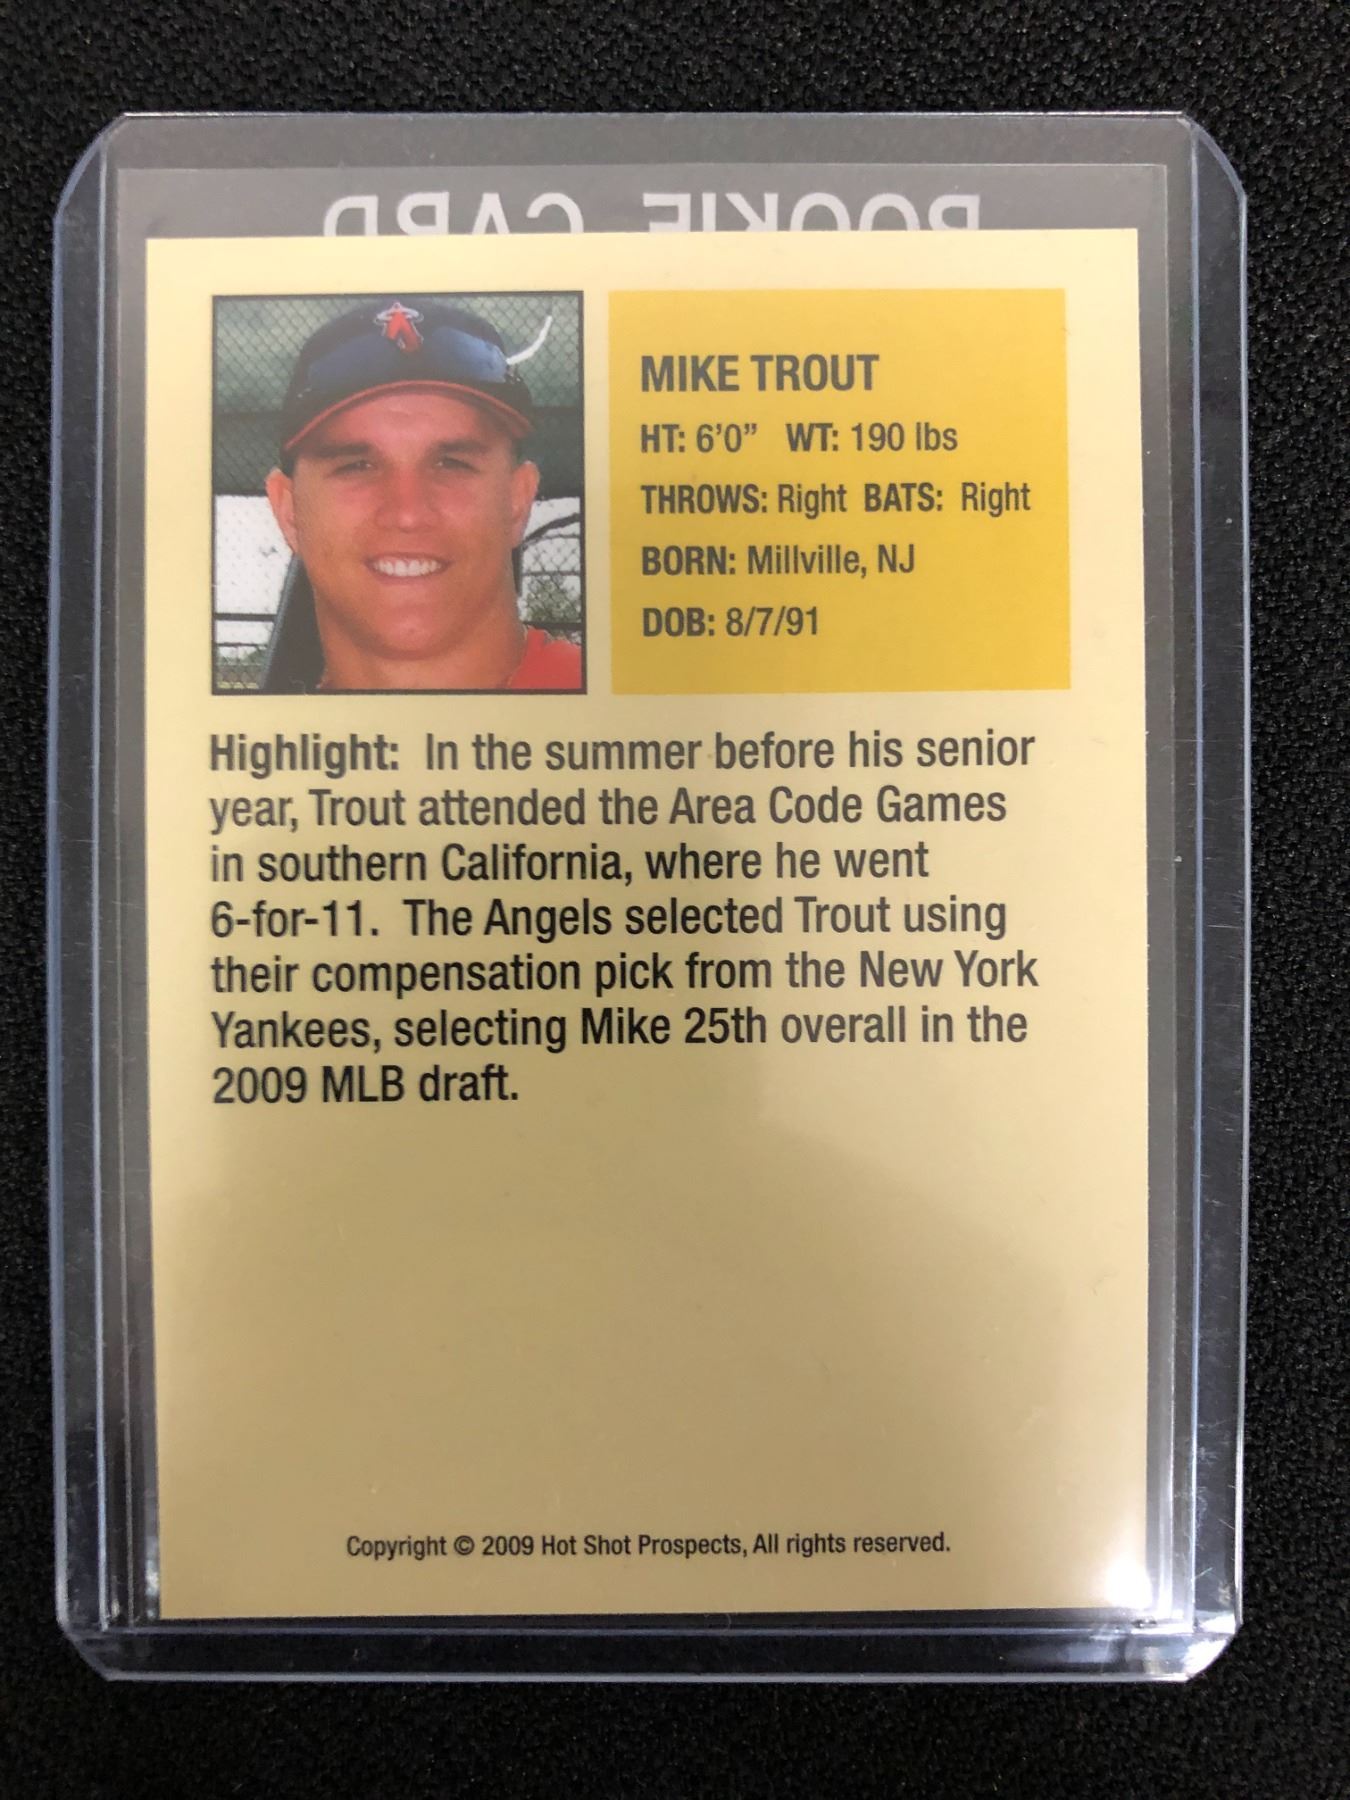 ROOKIE CARD
MIKE TROUT
HT: 6'0” WT: 190 lbs
THROWS: Right BATS: Right
BORN: Millville, NJ
DOB: 8/7/91
Highlight: In the summer before his senior
year, Trout attended the Area Code Games
in southern California, where he went
6-for-11. The Angels selected Trout using
their compensation pick from the New York
Yankees, selecting Mike 25th overall in the
2009 MLB draft.
Copyright © 2009 Hot Shot Prospects, All rights reserved.